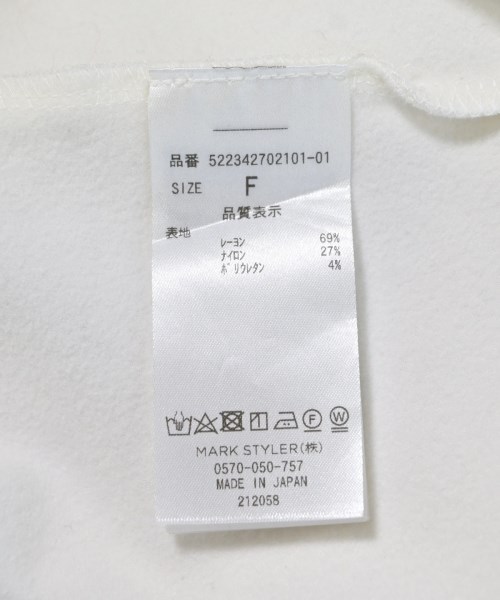 品番 522342702101-01
SIZE F
品質表示
表地
レーヨン 69%
ナイロン 27%
ポリウレタン 4%
F W
MARK STYLER(株)
0570-050-757
MADE IN JAPAN
212058